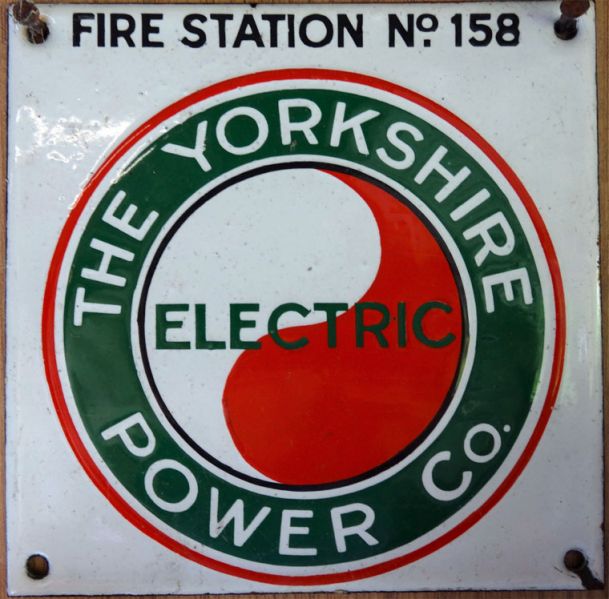 FIRE STATION Nº 158
THE YORKSHIRE
ELECTRIC
POWER CO.